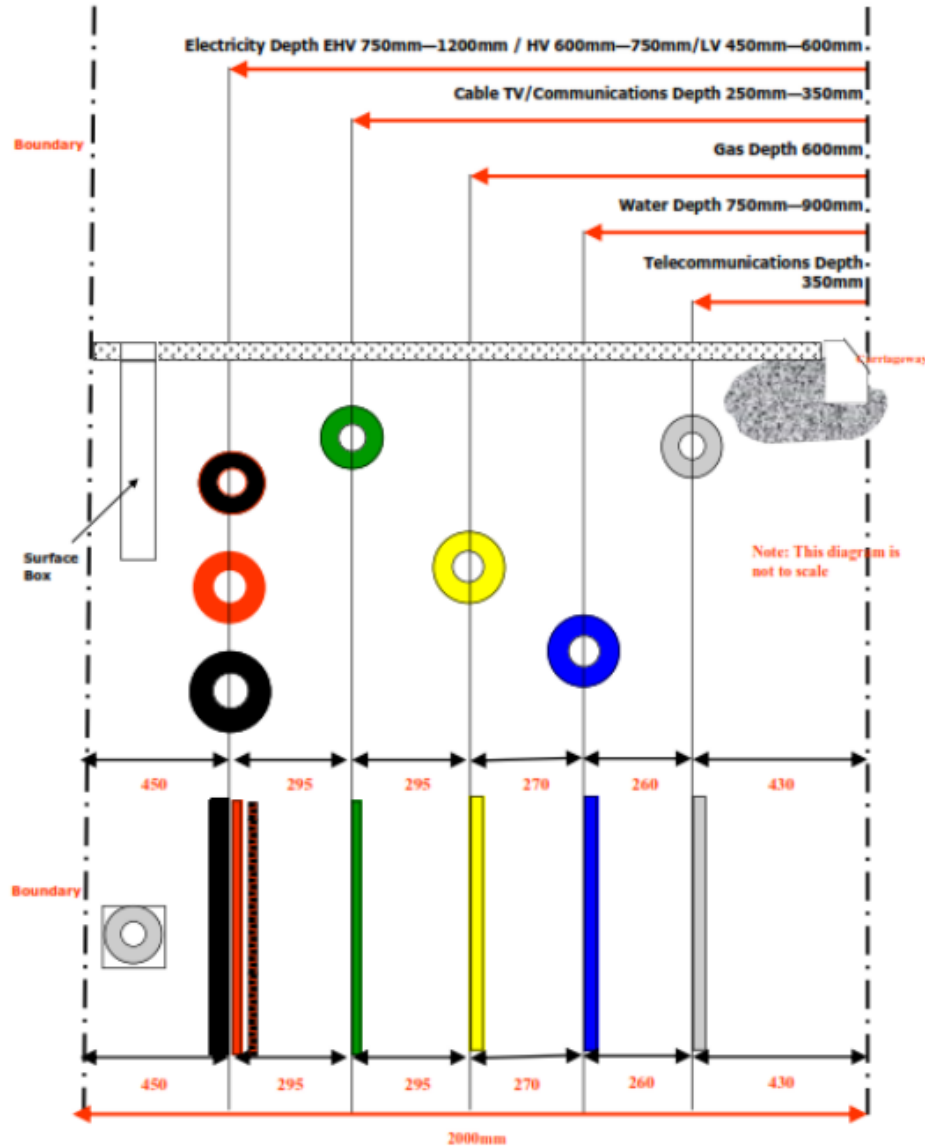 Electricity Depth EHV 750mm—1200mm / HV 600mm—750mm/LV 450mm—600mm
Cable TV/Communications Depth 250mm—350mm
Boundary
Gas Depth 600mm
Water Depth 750mm—900mm
Telecommunications Depth
350mm
Carriageway
Surface
Box
Note: This diagram is
not to scale
450 295 295 270 260 430
Boundary
450 295 295 270 260 430
2000mm